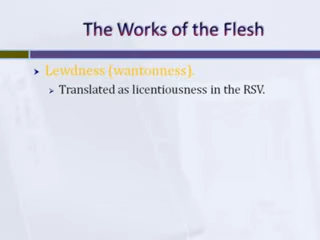 The Works of the Flesh
Lewdness (wantonness).
Translated as licentiousness in the RSV.